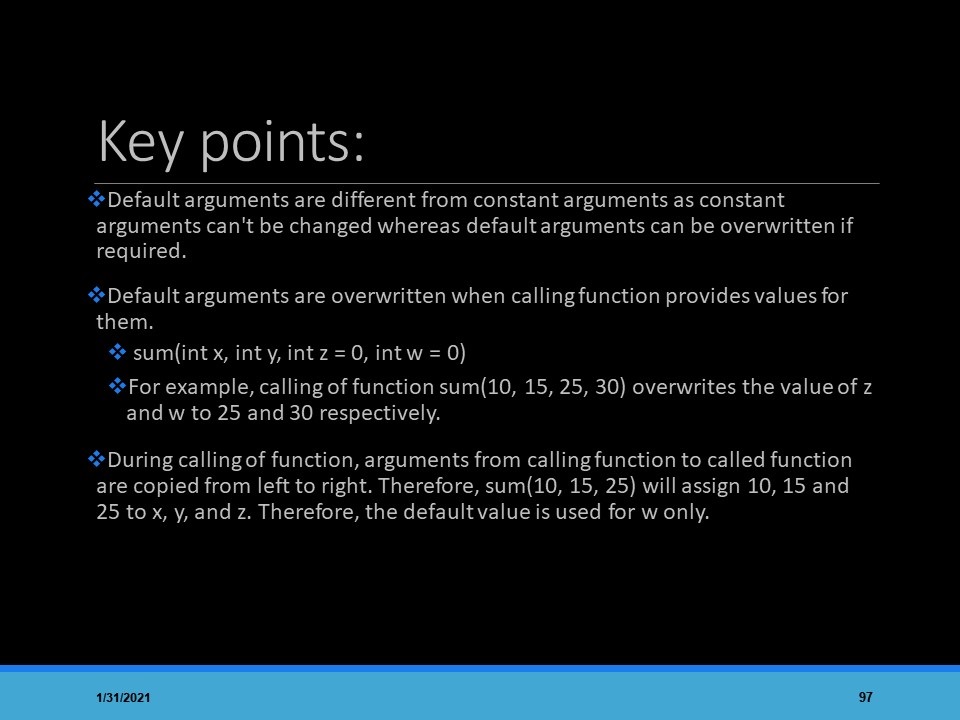 Key points:
❖Default arguments are different from constant arguments as constant
arguments can't be changed whereas default arguments can be overwritten if
required.
❖Default arguments are overwritten when calling function provides values for
them.
❖ sum(int x, int y, int z = 0, int w = 0)
❖For example, calling of function sum(10, 15, 25, 30) overwrites the value of z
and w to 25 and 30 respectively.
❖During calling of function, arguments from calling function to called function
are copied from left to right. Therefore, sum(10, 15, 25) will assign 10, 15 and
25 to x, y, and z. Therefore, the default value is used for w only.
1/31/2021
97